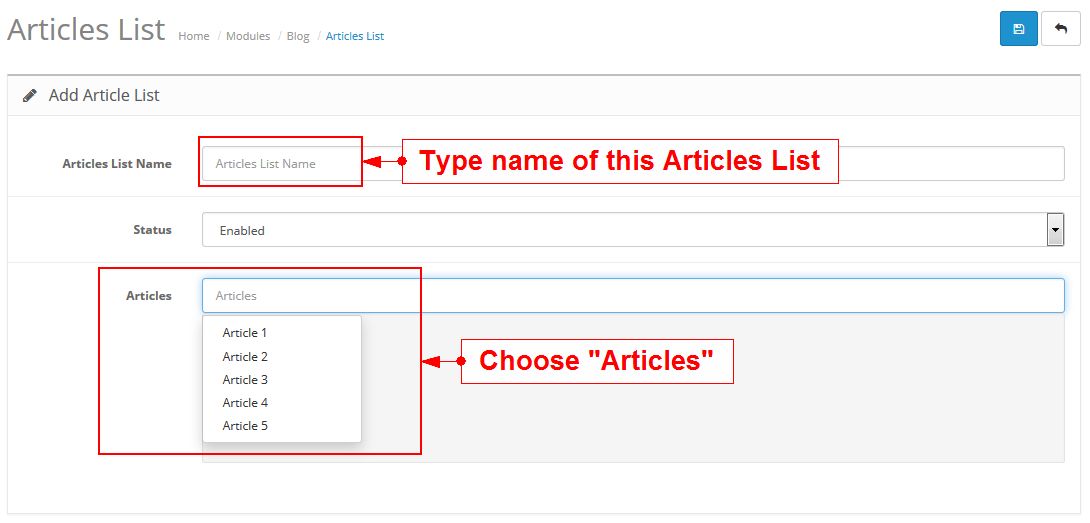 Articles List Home / Modules / Blog / Articles List
Add Article List
Articles List Name Articles List Name Type name of this Articles List
Status Enabled
Articles Articles
Article 1
Article 2
Article 3 Choose "Articles"
Article 4
Article 5